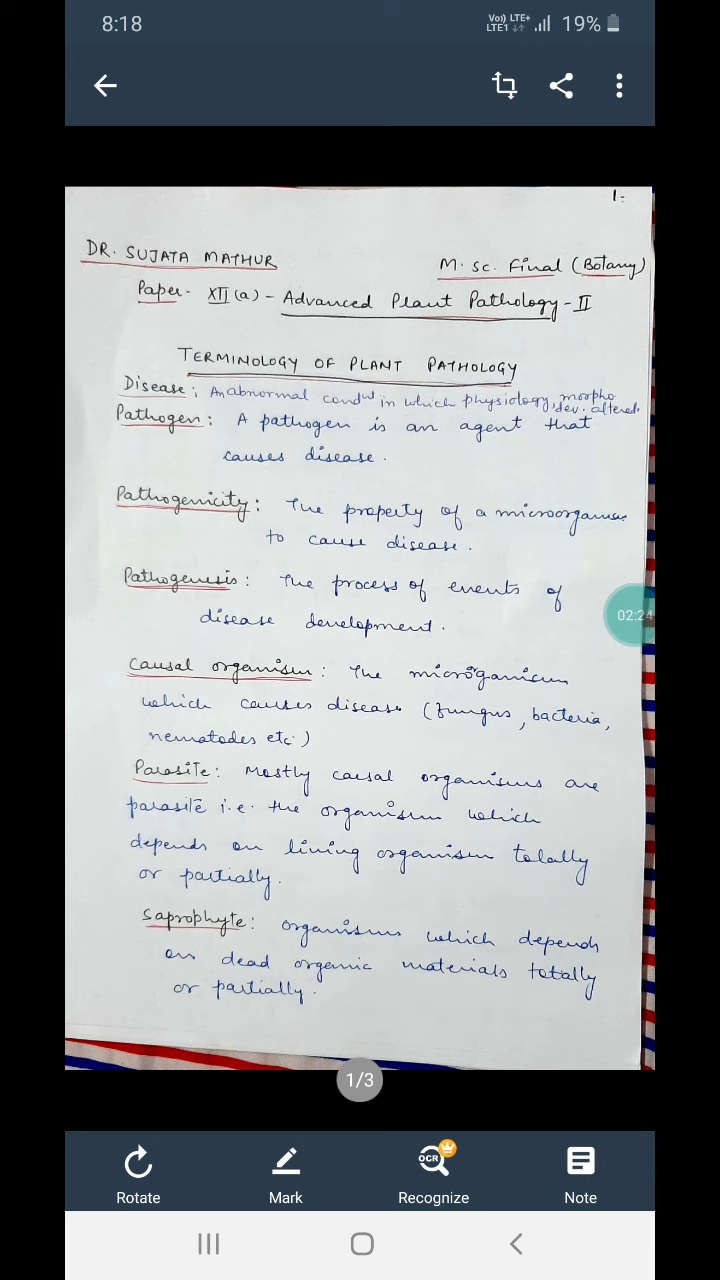 8:18
Vo)) LTE+
LTE1
19%
1-
DR. SUJATA MATHUR
M. sc. Final (Botany)
Paper - XII (a) - Advanced Plant Pathology - II
TERMINOLOGY OF PLANT PATHOLOGY
Disease: An abnormal condn in which physiology, morpho
dev. altered.
Pathogen: A pathogen is an agent that
causes disease.
Pathogenicity: The property of a microorganism
to cause disease.
Pathogenesis: The process of events of
disease development.
02:24
Causal organism: The microrganism
which causes disease (fungus, bacteria,
nematodes etc.)
Parasite: Mostly causal organisms are
parasite i.e. the organism which
depends on living organism totally
or partially.
Saprophyte: organisms which depends
on dead organic materials totally
or partially.
1/3
OCR
Rotate
Mark
Recognize
Note